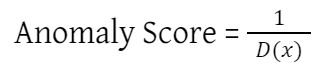 Anomaly Score = 1 / D(x)